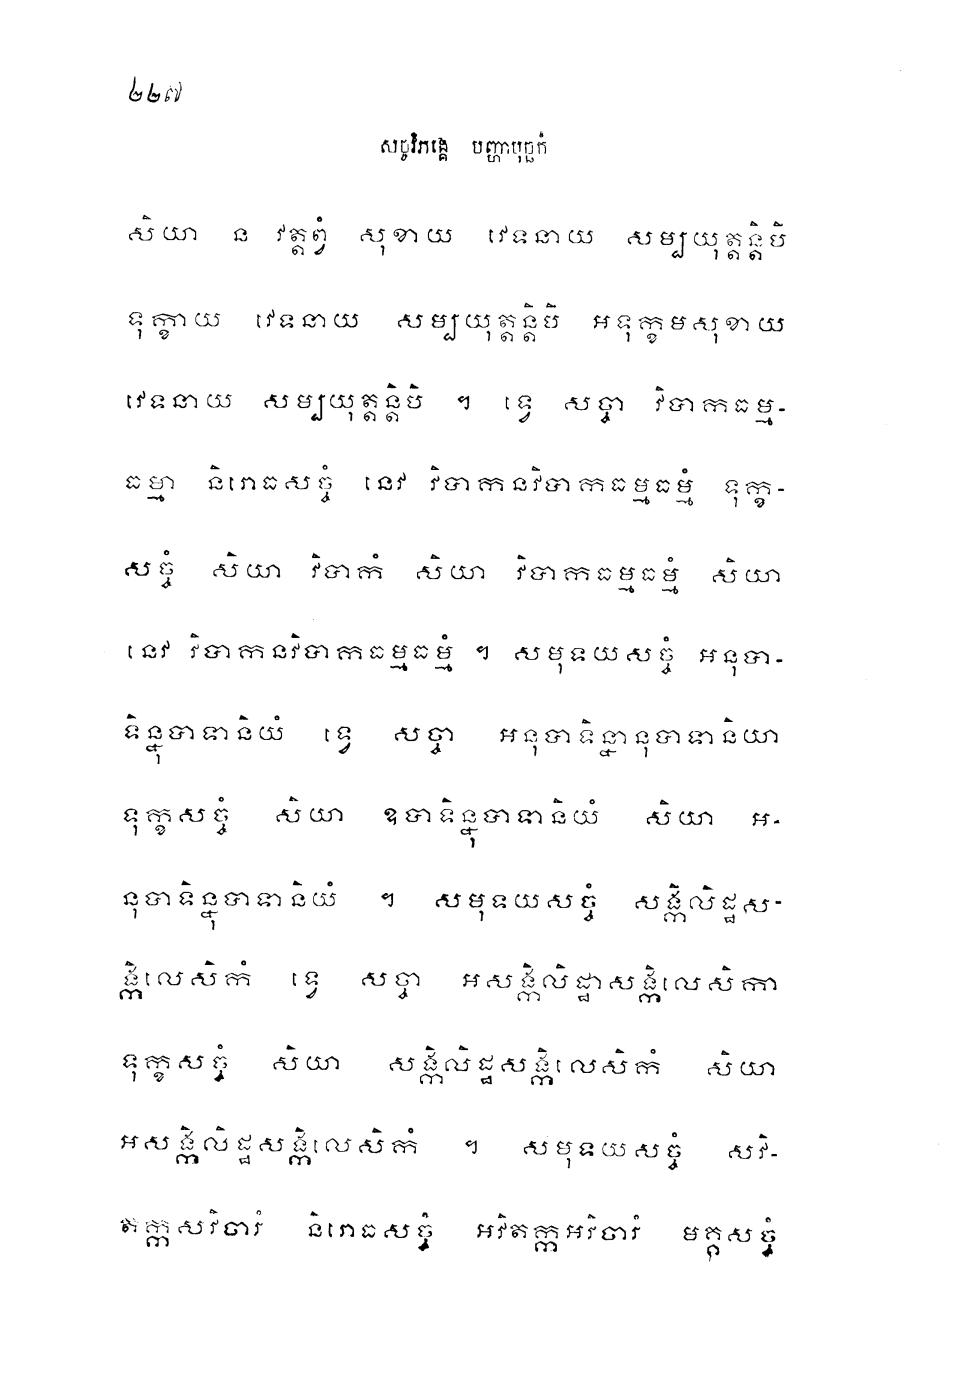 ២២៧
សច្ចវិភង្គេ បញ្ហាបុច្ឆកំ
សិយា ន វត្តព្វំ សុខាយ វេទនាយ សម្បយុត្តន្តិបិ
ទុក្ខាយ វេទនាយ សម្បយុត្តន្តិបិ អទុក្ខមសុខាយ
វេទនាយ សម្បយុត្តន្តិបិ ។ ទ្វេ សច្ចា វិបាកធម្ម-
ធម្មា និរោធសច្ចំ នេវ វិបាកនវិបាកធម្មធម្មំ ទុក្ខ-
សច្ចំ សិយា វិបាកំ សិយា វិបាកធម្មធម្មំ សិយា
នេវ វិបាកនវិបាកធម្មធម្មំ ។ សមុទយសច្ចំ អនុបា-
ទិន្នុបាទានិយំ ទ្វេ សច្ចា អនុបាទិន្នានុបាទានិយា
ទុក្ខសច្ចំ សិយា ឧបាទិន្នុបាទានិយំ សិយា អ-
នុបាទិន្នុបាទានិយំ ។ សមុទយសច្ចំ សង្កិលិដ្ឋស-
ង្កិលេសិកំ ទ្វេ សច្ចា អសង្កិលិដ្ឋាសង្កិលេសិកា
ទុក្ខសច្ចំ សិយា សង្កិលិដ្ឋសង្កិលេសិកំ សិយា
អសង្កិលិដ្ឋសង្កិលេសិកំ ។ សមុទយសច្ចំ សវិ-
តក្កសវិចារំ និរោធសច្ចំ អវិតក្កអវិចារំ មគ្គសច្ចំ